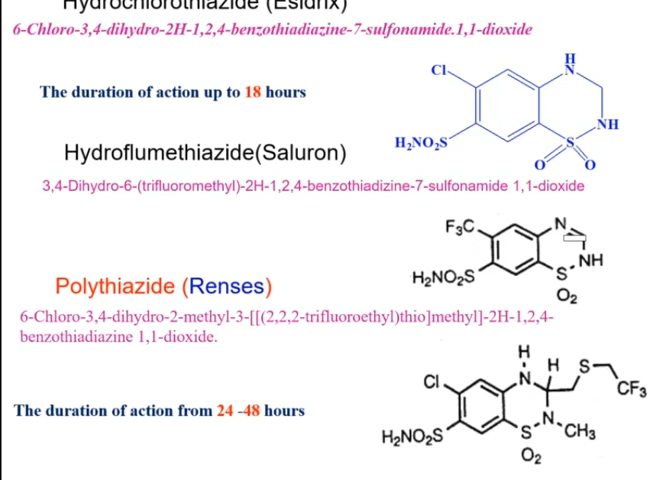 Hydrochlorothiazide (Esidrix)
6-Chloro-3,4-dihydro-2H-1,2,4-benzothiadiazine-7-sulfonamide.1,1-dioxide
The duration of action up to 18 hours
H
N
Cl
NH
H₂NO₂S
S
O O
Hydroflumethiazide(Saluron)
3,4-Dihydro-6-(trifluoromethyl)-2H-1,2,4-benzothiadizine-7-sulfonamide 1,1-dioxide
F₃C
N
NH
H₂NO₂S
S
O₂
Polythiazide (Renses)
6-Chloro-3,4-dihydro-2-methyl-3-[[(2,2,2-trifluoroethyl)thio]methyl]-2H-1,2,4-
benzothiadiazine 1,1-dioxide.
H
N
H
S
Cl
CF₃
The duration of action from 24 -48 hours
N
H₂NO₂S
S
CH₃
O₂